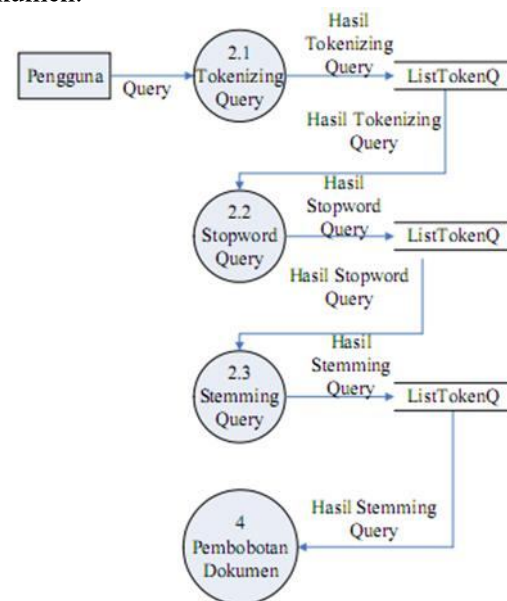 Pengguna
Query
2.1
Tokenizing
Query
Hasil
Tokenizing
Query
ListTokenQ
Hasil Tokenizing
Query
2.2
Stopword
Query
Hasil
Stopword
Query
ListTokenQ
Hasil Stopword
Query
2.3
Stemming
Query
Hasil
Stemming
Query
ListTokenQ
Hasil Stemming
Query
4
Pembobotan
Dokumen